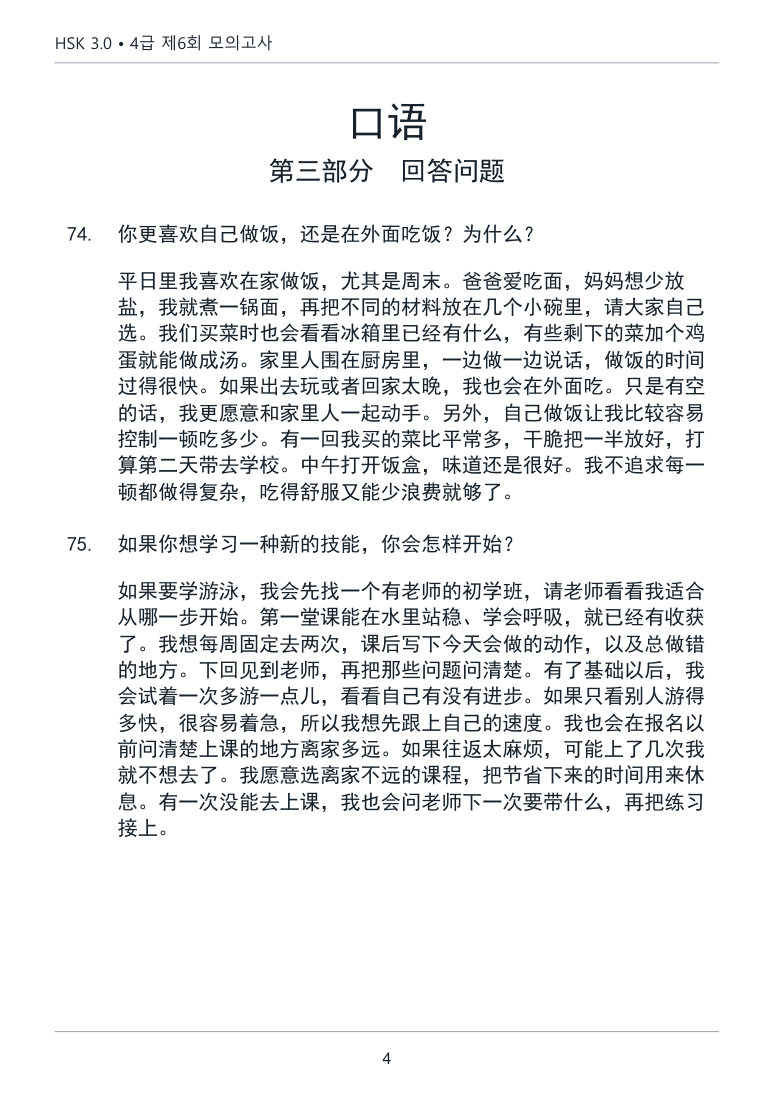 HSK 3.0 • 4급 제6회 모의고사
口语
第三部分 回答问题
74. 你更喜欢自己做饭，还是在外面吃饭？为什么？
平日里我喜欢在家做饭，尤其是周末。爸爸爱吃面，妈妈想少放
盐，我就煮一锅面，再把不同的材料放在几个小碗里，请大家自己
选。我们买菜时也会看看冰箱里已经有什么，有些剩下的菜加个鸡
蛋就能做成汤。家里人围在厨房里，一边做一边说话，做饭的时间
过得很快。如果出去玩或者回家太晚，我也会在外面吃。只是有空
的话，我更愿意和家里人一起动手。另外，自己做饭让我比较容易
控制一顿吃多少。有一回我买的菜比平常多，干脆把一半放好，打
算第二天带去学校。中午打开饭盒，味道还是很好。我不追求每一
顿都做得复杂，吃得舒服又能少浪费就够了。
75. 如果你想学习一种新的技能，你会怎样开始？
如果要学游泳，我会先找一个有老师的初学班，请老师看看我适合
从哪一步开始。第一堂课能在水里站稳、学会呼吸，就已经有收获
了。我想每周固定去两次，课后写下今天会做的动作，以及总做错
的地方。下回见到老师，再把那些问题问清楚。有了基础以后，我
会试着一次多游一点儿，看看自己有没有进步。如果只看别人游得
多快，很容易着急，所以我想先跟上自己的速度。我也会在报名以
前问清楚上课的地方离家多远。如果往返太麻烦，可能上了几次我
就不想去了。我愿意选离家不远的课程，把节省下来的时间用来休
息。有一次没能去上课，我也会问老师下一次要带什么，再把练习
接上。
4